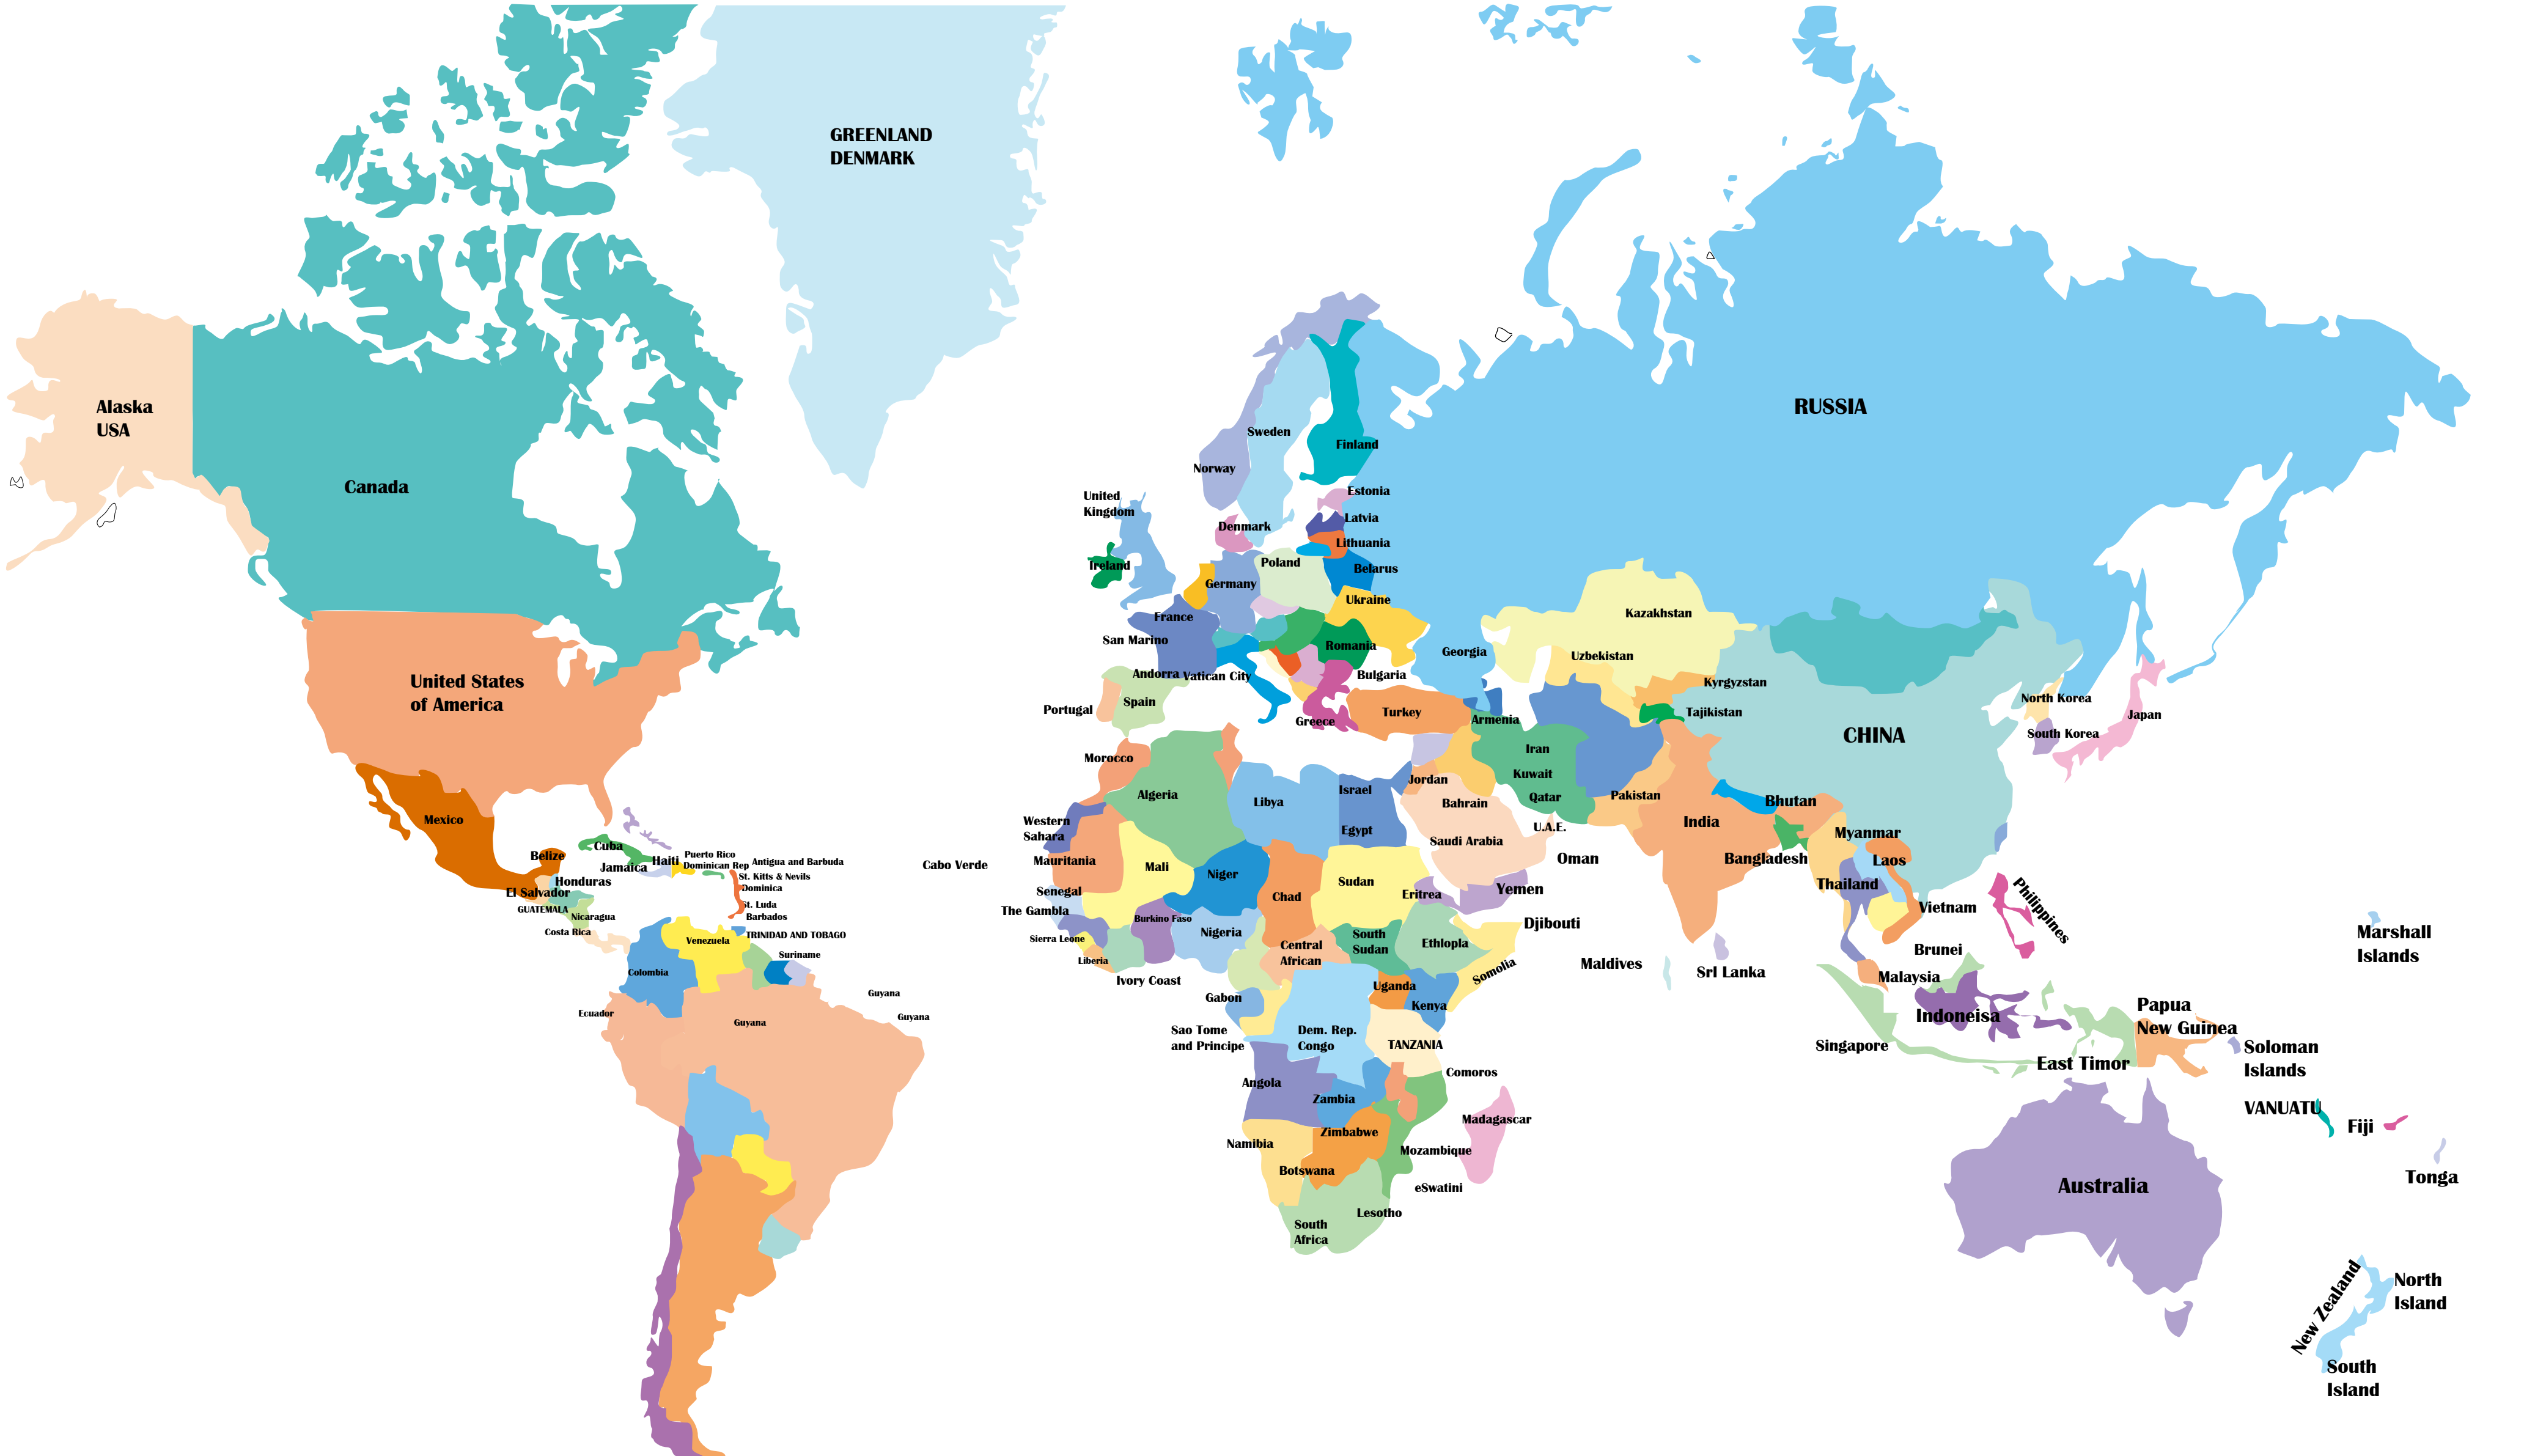 GREENLAND
DENMARK
Alaska
USA
Canada
RUSSIA
Sweden
Finland
Norway
United
Kingdom
Estonia
Latvia
Denmark
Lithuania
Ireland
Poland
Belarus
Germany
Ukraine
France
Kazakhstan
San Marino
Romania
Georgia
Uzbekistan
Andorra
Vatican City
Bulgaria
Kyrgyzstan
United States
of America
Portugal
Spain
Greece
Turkey
Armenia
Tajikistan
CHINA
North Korea
Japan
South Korea
Morocco
Iran
Kuwait
Jordan
Algeria
Libya
Israel
Bahrain
Qatar
Pakistan
Bhutan
Mexico
Western
Sahara
Egypt
Saudi Arabia
U.A.E.
India
Myanmar
Belize
Cuba
Jamaica
Haiti
Puerto Rico
Dominican Rep
Antigua and Barbuda
St. Kitts & Nevils
Dominica
St. Luda
Barbados
TRINIDAD AND TOBAGO
Honduras
El Salvador
GUATEMALA
Nicaragua
Costa Rica
Cabo Verde
Mauritania
Mali
Niger
Chad
Sudan
Eritrea
Yemen
Oman
Bangladesh
Laos
Thailand
Vietnam
Philippines
Senegal
The Gambia
Burkino Faso
Sierra Leone
Liberia
Ivory Coast
Nigeria
Central
African
South
Sudan
Ethlopla
Djibouti
Somolia
Maldives
Srl Lanka
Brunei
Malaysia
Marshall
Islands
Venezuela
Colombia
Suriname
Guyana
Guyana
Guyana
Ecuador
Gabon
Uganda
Kenya
Sao Tome
and Principe
Dem. Rep.
Congo
TANZANIA
Indoneisa
Singapore
East Timor
Papua
New Guinea
Soloman
Islands
Angola
Zambia
Comoros
Madagascar
Namibia
Zimbabwe
Botswana
Mozambique
eSwatini
Lesotho
South
Africa
VANUATU
Fiji
Tonga
Australia
New Zealand
North
Island
South
Island